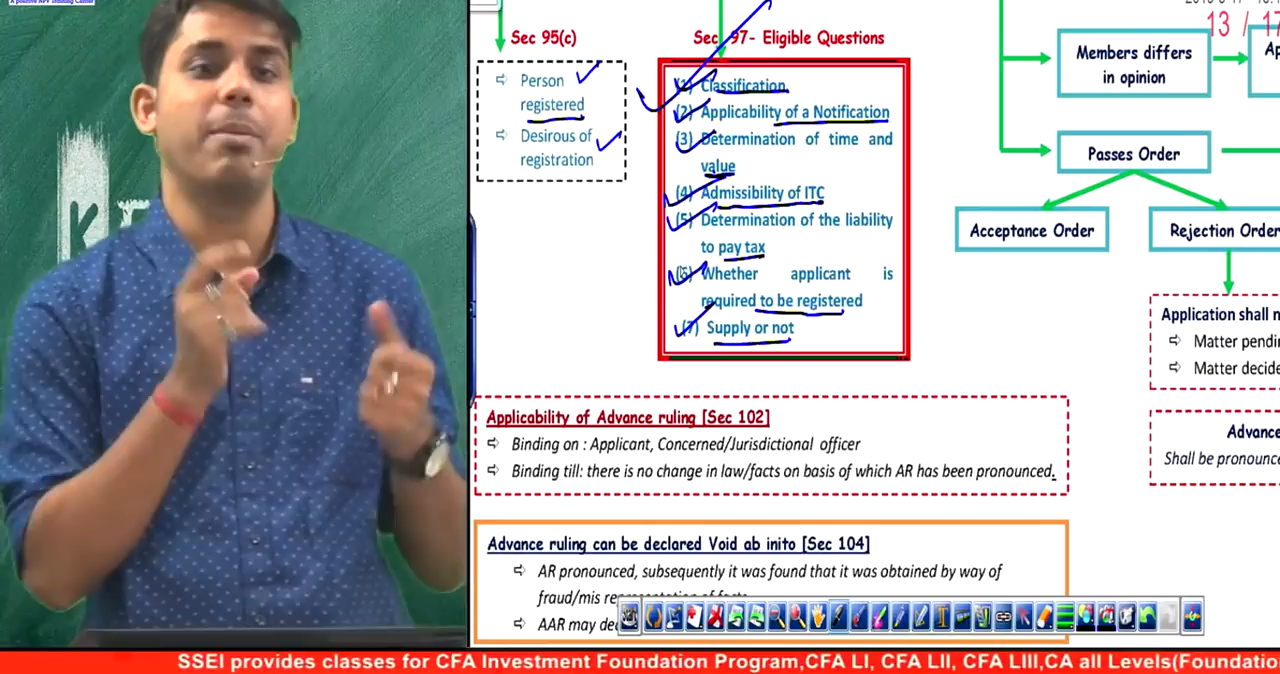 A positive APV Training Center
13 / 17
Sec 95(c)
Person
registered
Desirous of
registration
Sec 97- Eligible Questions
(1) Classification
(2) Applicability of a Notification
(3) Determination of time and
value
(4) Admissibility of ITC
(5) Determination of the liability
to pay tax
(6) Whether applicant is
required to be registered
(7) Supply or not
Members differs
in opinion
Passes Order
Acceptance Order
Rejection Order
Application shall n
Matter pendi
Matter decide
Advance
Shall be pronounce
Applicability of Advance ruling [Sec 102]
Binding on : Applicant, Concerned/Jurisdictional officer
Binding till: there is no change in law/facts on basis of which AR has been pronounced.
Advance ruling can be declared Void ab inito [Sec 104]
AR pronounced, subsequently it was found that it was obtained by way of
fraud/mis representation of facts
AAR may de
SSEI provides classes for CFA Investment Foundation Program,CFA LI, CFA LII, CFA LIII,CA all Levels(Foundatio